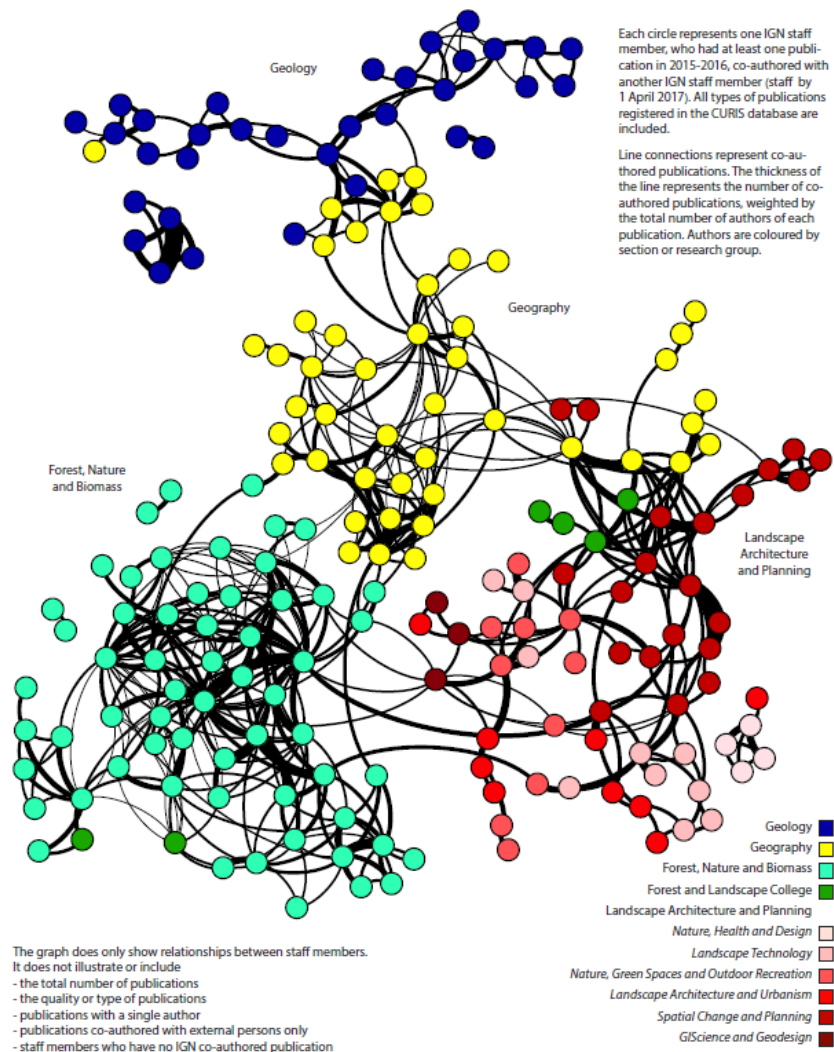 Each circle represents one IGN staff
member, who had at least one publi-
cation in 2015-2016, co-authored with
another IGN staff member (staff by
1 April 2017). All types of publications
registered in the CURIS database are
included.
Line connections represent co-au-
thored publications. The thickness of
the line represents the number of co-
authored publications, weighted by
the total number of authors of each
publication. Authors are coloured by
section or research group.
Geology
Geography
Forest, Nature
and Biomass
Landscape
Architecture
and Planning
Geology
Geography
Forest, Nature and Biomass
Forest and Landscape College
Landscape Architecture and Planning
Nature, Health and Design
Landscape Technology
Nature, Green Spaces and Outdoor Recreation
Landscape Architecture and Urbanism
Spatial Change and Planning
GIScience and Geodesign
The graph does only show relationships between staff members.
It does not illustrate or include
- the total number of publications
- the quality or type of publications
- publications with a single author
- publications co-authored with external persons only
- staff members who have no IGN co-authored publication